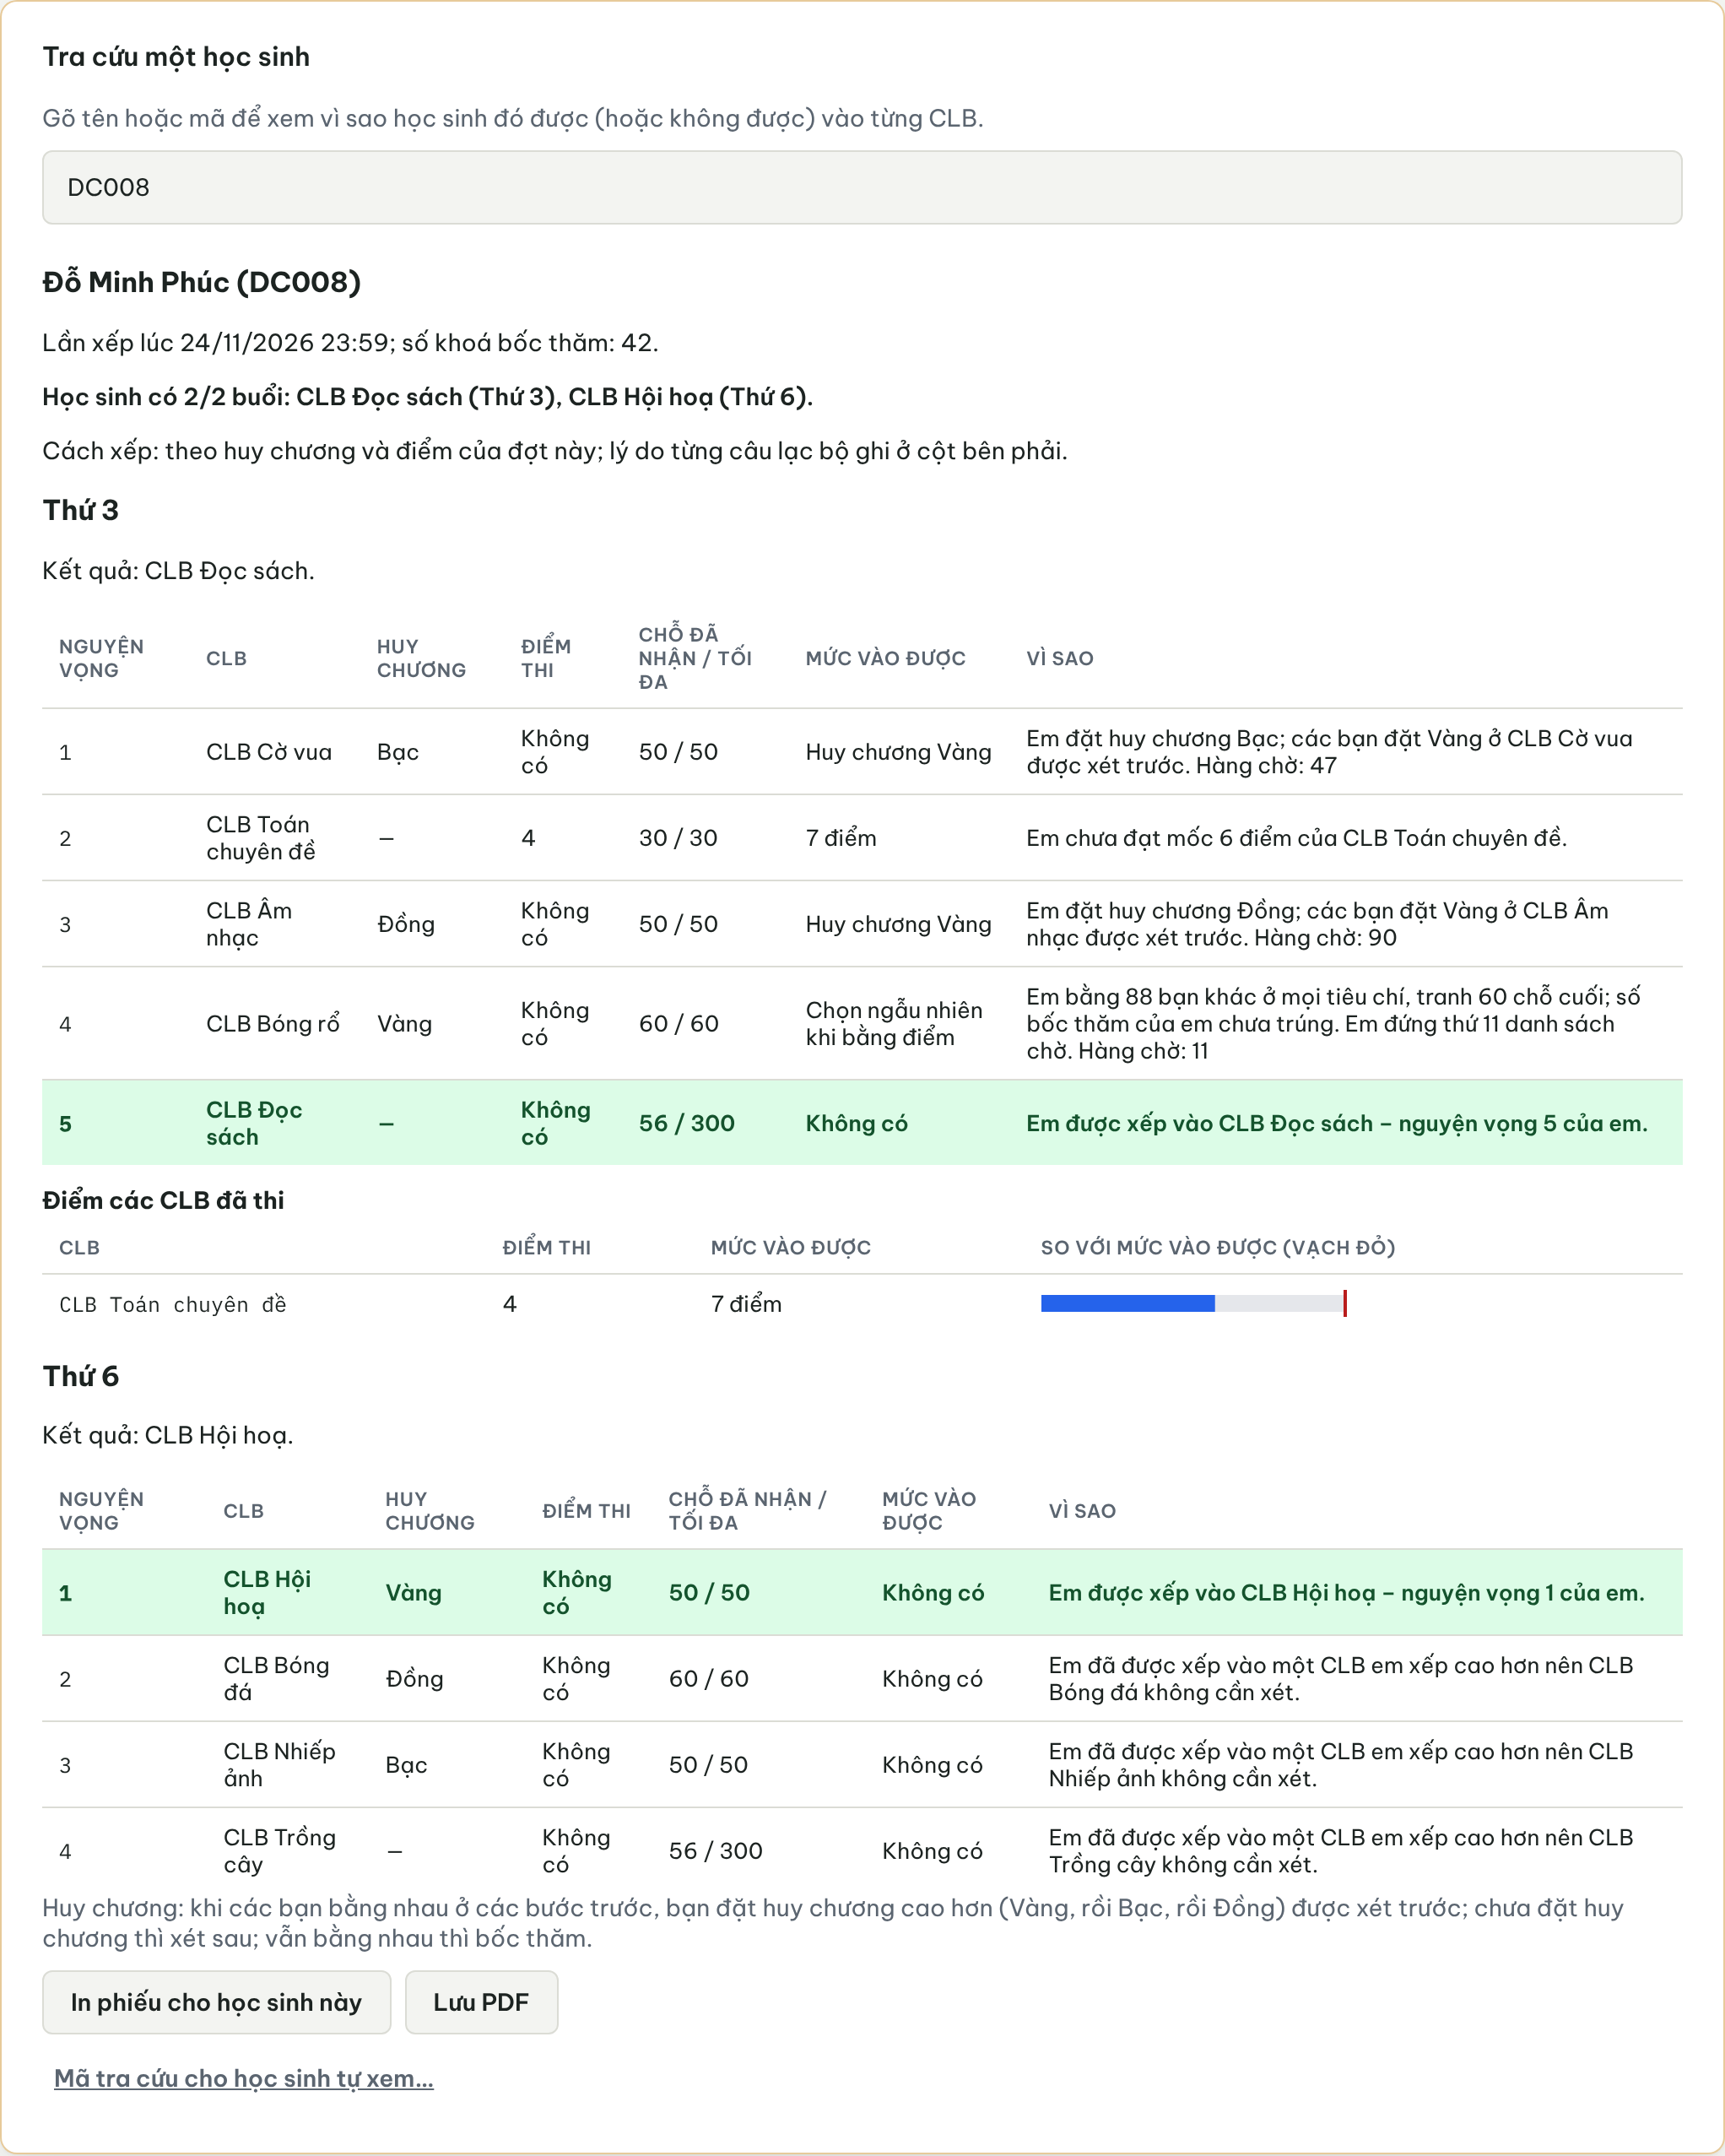 Tra cứu một học sinh
Gõ tên hoặc mã để xem vì sao học sinh đó được (hoặc không được) vào từng CLB.
DC008
Đỗ Minh Phúc (DC008)
Lần xếp lúc 24/11/2026 23:59; số khoá bốc thăm: 42.
Học sinh có 2/2 buổi: CLB Đọc sách (Thứ 3), CLB Hội hoạ (Thứ 6).
Cách xếp: theo huy chương và điểm của đợt này; lý do từng câu lạc bộ ghi ở cột bên phải.
Thứ 3
Kết quả: CLB Đọc sách.
NGUYỆN VỌNG CLB HUY CHƯƠNG ĐIỂM THI CHỖ ĐÃ NHẬN / TỐI ĐA MỨC VÀO ĐƯỢC VÌ SAO
1 CLB Cờ vua Bạc Không có 50 / 50 Huy chương Vàng Em đặt huy chương Bạc; các bạn đặt Vàng ở CLB Cờ vua được xét trước. Hàng chờ: 47
2 CLB Toán chuyên đề – 4 30 / 30 7 điểm Em chưa đạt mốc 6 điểm của CLB Toán chuyên đề.
3 CLB Âm nhạc Đồng Không có 50 / 50 Huy chương Vàng Em đặt huy chương Đồng; các bạn đặt Vàng ở CLB Âm nhạc được xét trước. Hàng chờ: 90
4 CLB Bóng rổ Vàng Không có 60 / 60 Chọn ngẫu nhiên khi bằng điểm Em bằng 88 bạn khác ở mọi tiêu chí, tranh 60 chỗ cuối; số bốc thăm của em chưa trúng. Em đứng thứ 11 danh sách chờ. Hàng chờ: 11
5 CLB Đọc sách – Không có 56 / 300 Không có Em được xếp vào CLB Đọc sách – nguyện vọng 5 của em.
Điểm các CLB đã thi
CLB ĐIỂM THI MỨC VÀO ĐƯỢC SO VỚI MỨC VÀO ĐƯỢC (VẠCH ĐỎ)
CLB Toán chuyên đề 4 7 điểm
Thứ 6
Kết quả: CLB Hội hoạ.
NGUYỆN VỌNG CLB HUY CHƯƠNG ĐIỂM THI CHỖ ĐÃ NHẬN / TỐI ĐA MỨC VÀO ĐƯỢC VÌ SAO
1 CLB Hội hoạ Vàng Không có 50 / 50 Không có Em được xếp vào CLB Hội hoạ – nguyện vọng 1 của em.
2 CLB Bóng đá Đồng Không có 60 / 60 Không có Em đã được xếp vào một CLB em xếp cao hơn nên CLB Bóng đá không cần xét.
3 CLB Nhiếp ảnh Bạc Không có 50 / 50 Không có Em đã được xếp vào một CLB em xếp cao hơn nên CLB Nhiếp ảnh không cần xét.
4 CLB Trồng cây – Không có 56 / 300 Không có Em đã được xếp vào một CLB em xếp cao hơn nên CLB Trồng cây không cần xét.
Huy chương: khi các bạn bằng nhau ở các bước trước, bạn đặt huy chương cao hơn (Vàng, rồi Bạc, rồi Đồng) được xét trước; chưa đặt huy
chương thì xét sau; vẫn bằng nhau thì bốc thăm.
In phiếu cho học sinh này Lưu PDF
Mã tra cứu cho học sinh tự xem...